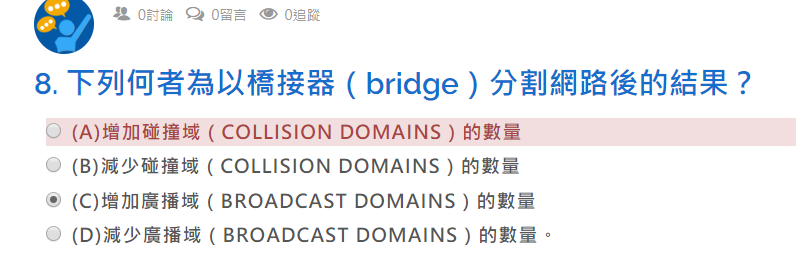 0討論 0留言 0追蹤
8. 下列何者為以橋接器（bridge）分割網路後的結果？
(A)增加碰撞域（COLLISION DOMAINS）的數量
(B)減少碰撞域（COLLISION DOMAINS）的數量
(C)增加廣播域（BROADCAST DOMAINS）的數量
(D)減少廣播域（BROADCAST DOMAINS）的數量。